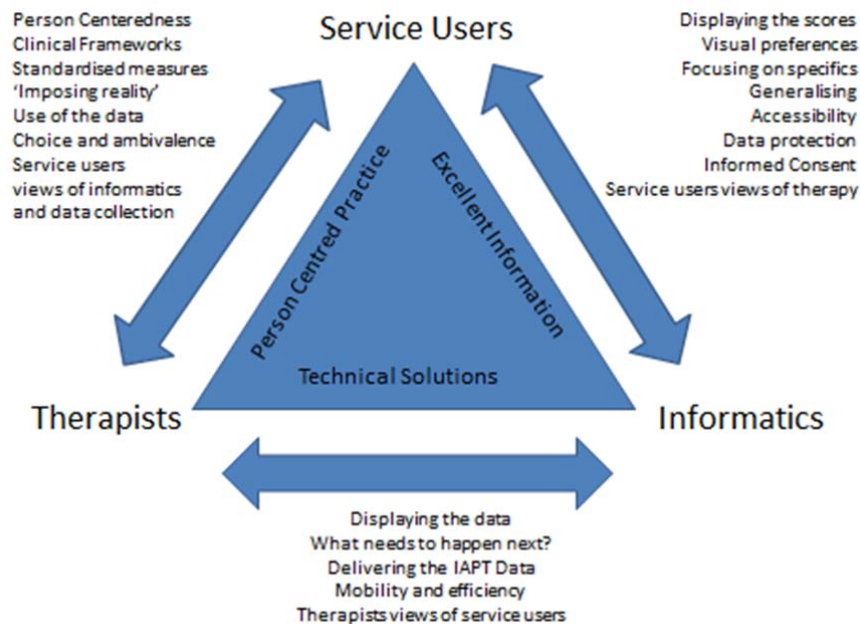 Person Centeredness
Clinical Frameworks
Standardised measures
‘Imposing reality’
Use of the data
Choice and ambivalence
Service users
views of informatics
and data collection
Service Users
Displaying the scores
Visual preferences
Focusing on specifics
Generalising
Accessibility
Data protection
Informed Consent
Service users views of therapy
Person Centred Practice
Excellent Information
Technical Solutions
Therapists
Informatics
Displaying the data
What needs to happen next?
Delivering the IAPT Data
Mobility and efficiency
Therapists views of service users